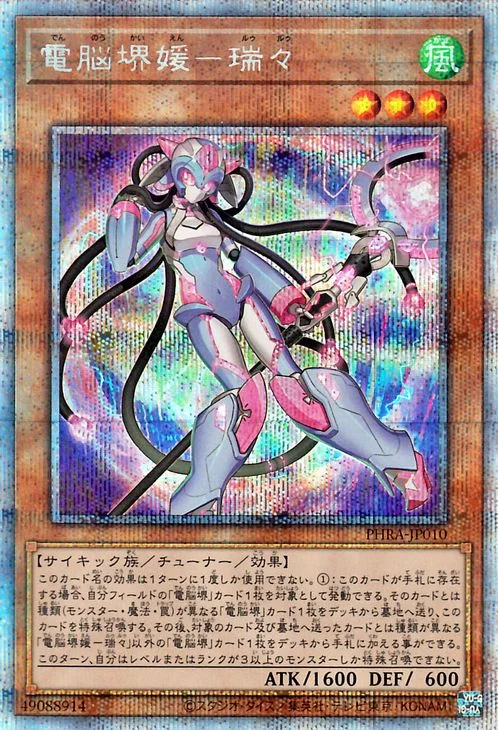 でん のう かい えん ルゥ ルゥ
電脳堺媛－瑞々
かぜ
風
PHRA-JP010
【サイキック族／チューナー／効果】
このカード名の効果は１ターンに１度しか使用できない。①：このカードが手札に存在
する場合、自分フィールドの「電脳堺」カード１枚を対象として発動できる。そのカードとは
種類（モンスター・魔法・罠）が異なる「電脳堺」カード１枚をデッキから墓地へ送り、この
カードを特殊召喚する。その後、対象のカード及び墓地へ送ったカードとは種類が異なる
「電脳堺媛－瑞々」以外の「電脳堺」カード１枚をデッキから手札に加える事ができる。
このターン、自分はレベルまたはランクが３以上のモンスターしか特殊召喚できない。
ATK/1600 DEF/ 600
49088914
©スタジオ・ダイス／集英社・テレビ東京・KONAMI